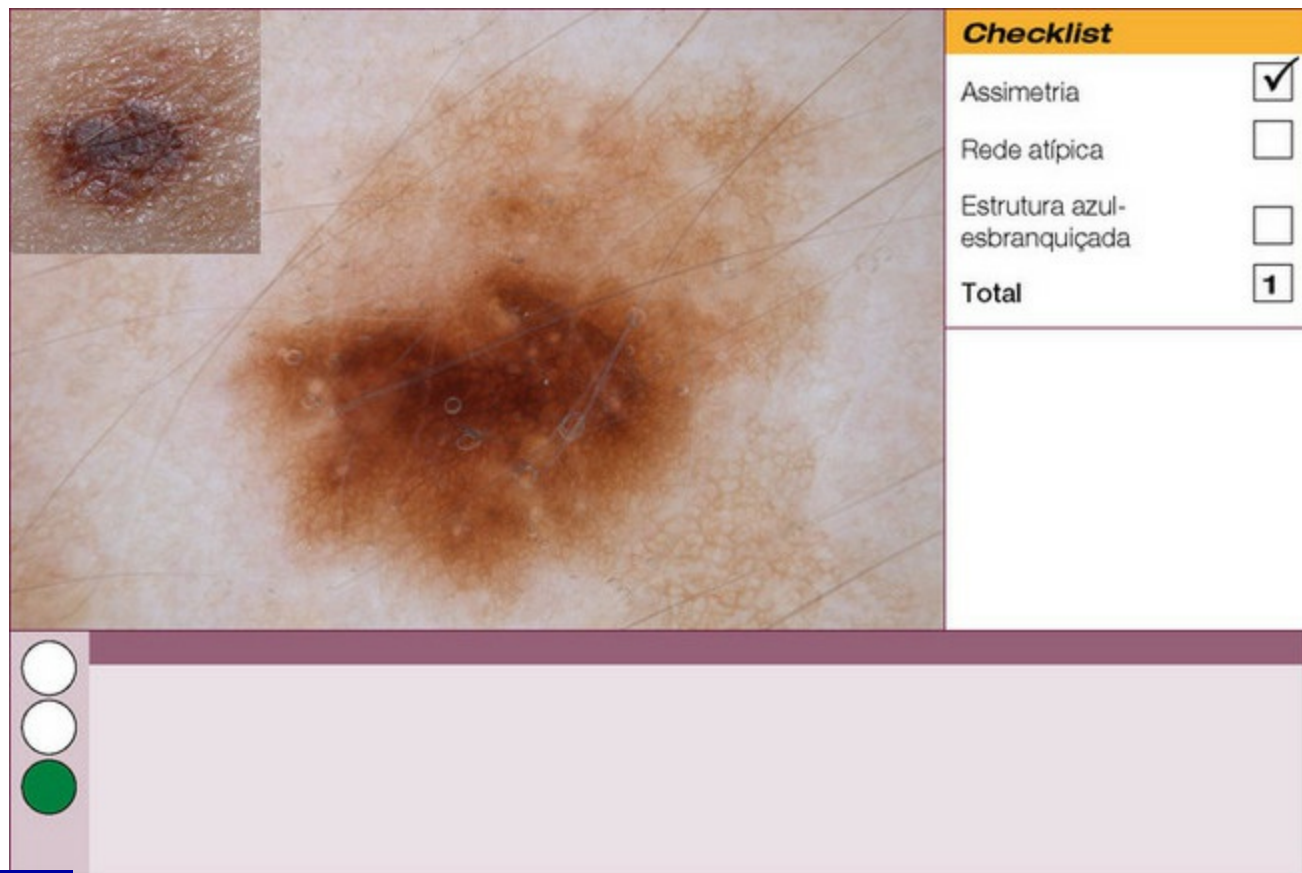 Checklist
Assimetria
Rede atípica
Estrutura azul-
esbranquiçada
Total 1